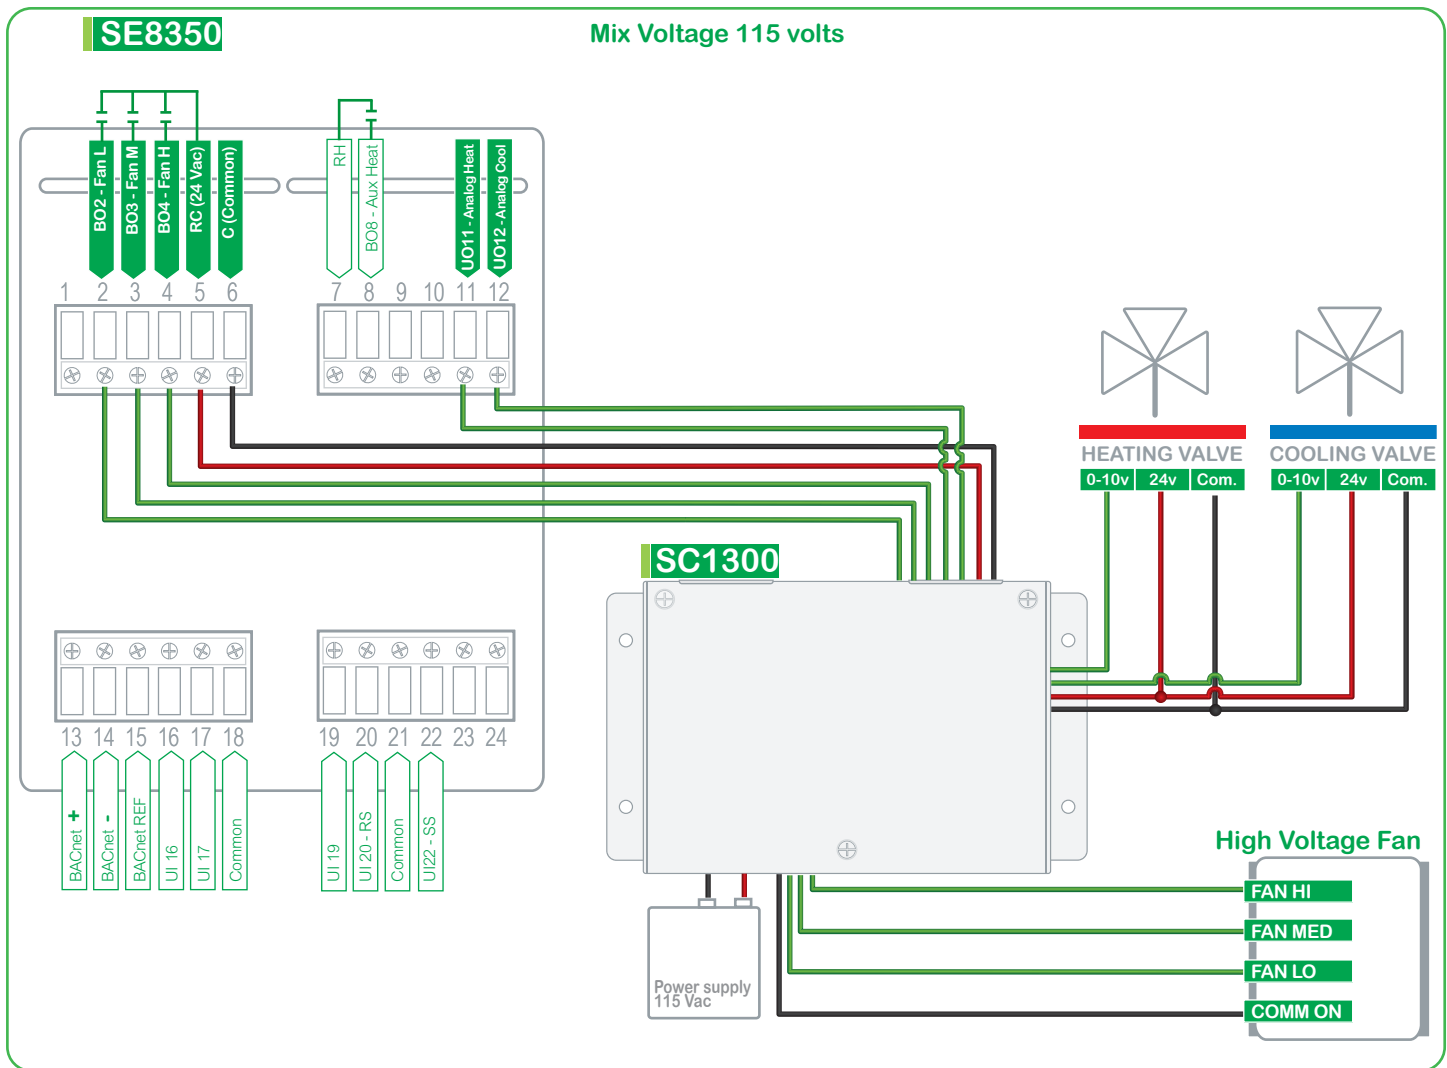 SE8350
Mix Voltage 115 volts
BO2 - Fan L
BO3 - Fan M
BO4 - Fan H
RC (24 Vac)
C (Common)
RH
BO8 - Aux Heat
UO11 - Analog Heat
UO12 - Analog Cool
1 2 3 4 5 6
7 8 9 10 11 12
HEATING VALVE
0-10v 24v Com.
COOLING VALVE
0-10v 24v Com.
SC1300
13 14 15 16 17 18
19 20 21 22 23 24
BACnet +
BACnet -
BACnet REF
UI 16
UI 17
Common
UI 19
UI 20 - RS
Common
UI22 - SS
High Voltage Fan
FAN HI
FAN MED
FAN LO
COMM ON
Power supply
115 Vac